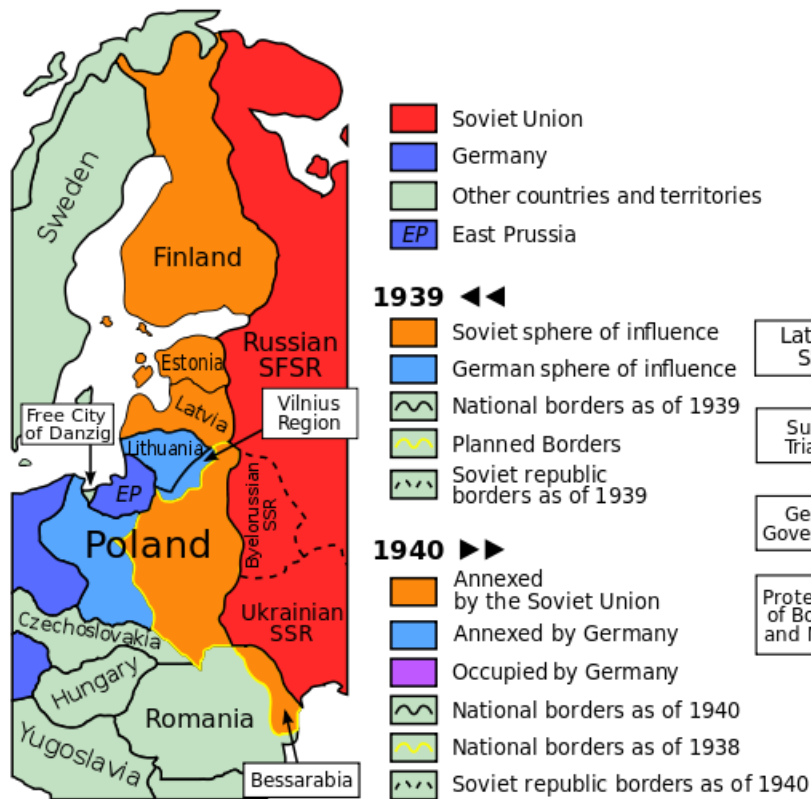 Sweden
Finland
Estonia
Latvia
Lithuania
Free City
of Danzig
Vilnius
Region
EP
Poland
Russian
SFSR
Byelorussian
SSR
Ukrainian
SSR
Czechoslovakia
Hungary
Romania
Yugoslavia
Bessarabia
Soviet Union
Germany
Other countries and territories
EP East Prussia
1939 ◄◄
Soviet sphere of influence
German sphere of influence
National borders as of 1939
Planned Borders
Soviet republic
borders as of 1939
1940 ►►
Annexed
by the Soviet Union
Annexed by Germany
Occupied by Germany
National borders as of 1940
National borders as of 1938
Soviet republic borders as of 1940